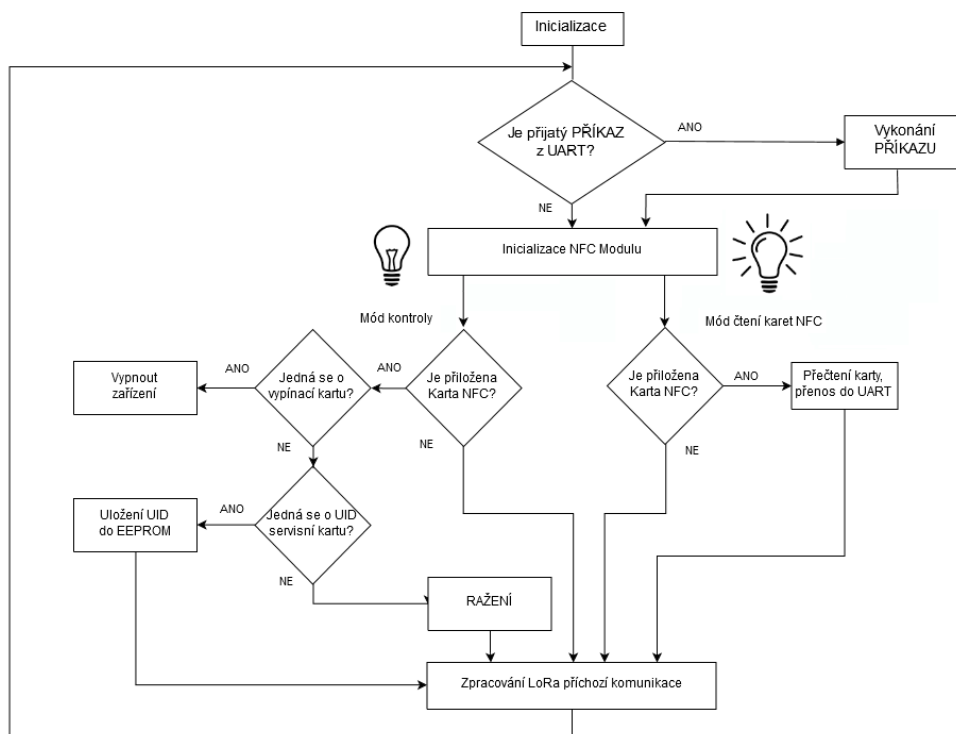 Inicializace
Je přijatý PŘÍKAZ
z UART?
ANO
Vykonání
PŘÍKAZU
NE
Inicializace NFC Modulu
Mód kontroly
Mód čtení karet NFC
Vypnout
zařízení
ANO
Jedná se o
vypínací kartu?
ANO
Je přiložena
Karta NFC?
Je přiložena
Karta NFC?
ANO
Přečtení karty,
přenos do UART
NE
NE
NE
Uložení UID
do EEPROM
ANO
Jedná se o UID
servisní kartu?
NE
RAŽENÍ
Zpracování LoRa příchozí komunikace